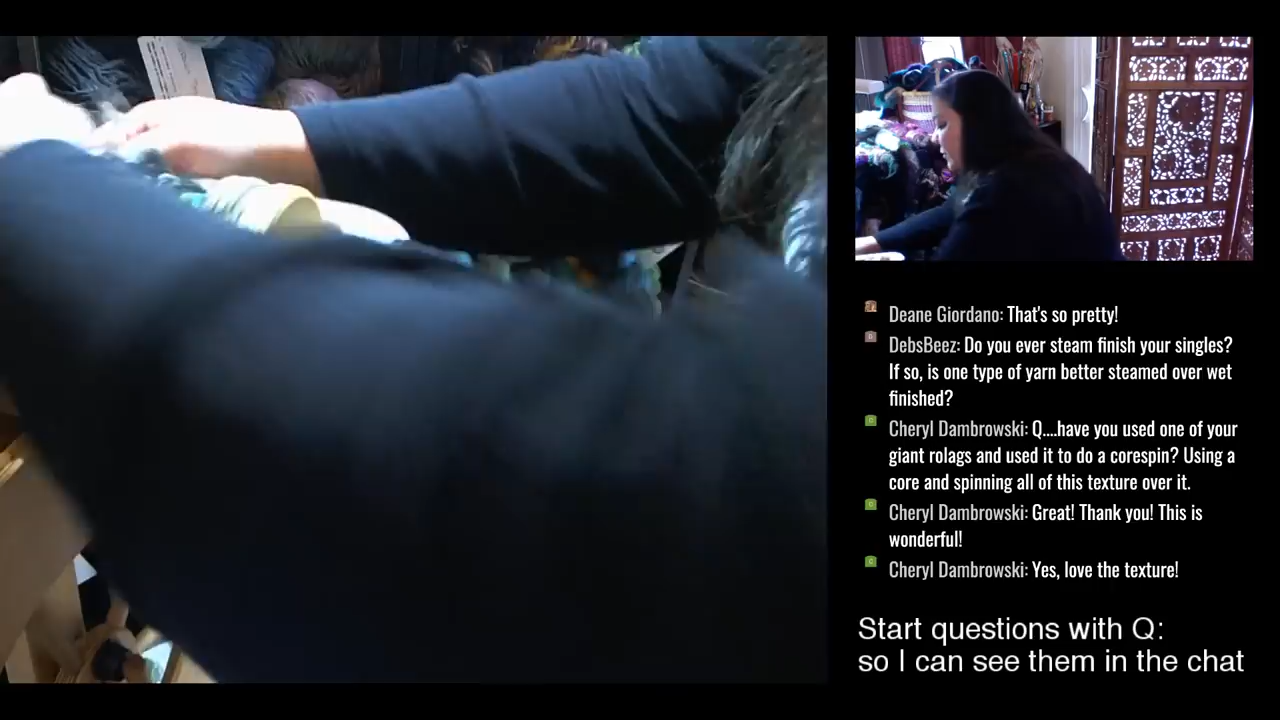 Deane Giordano: That's so pretty!
DebsBeez: Do you ever steam finish your singles?
If so, is one type of yarn better steamed over wet
finished?
Cheryl Dambrowski: Q....have you used one of your
giant rolags and used it to do a corespin? Using a
core and spinning all of this texture over it.
Cheryl Dambrowski: Great! Thank you! This is
wonderful!
Cheryl Dambrowski: Yes, love the texture!
Start questions with Q:
so I can see them in the chat